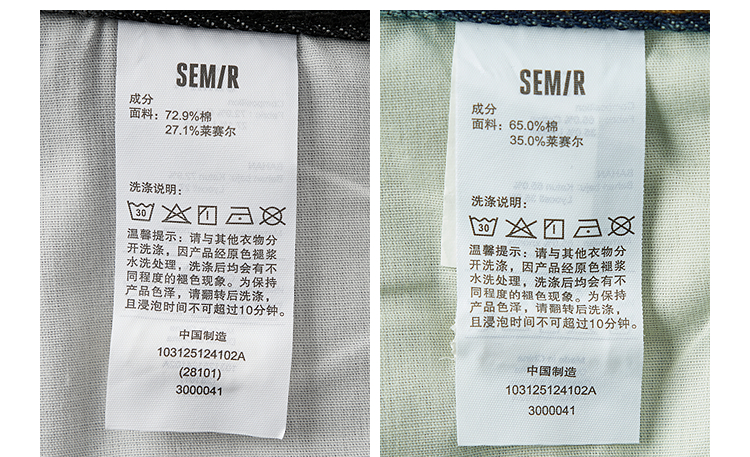 SEMIR
成分
面料：72.9%棉
27.1%莱赛尔
洗涤说明：
30
温馨提示：请与其他衣物分
开洗涤，因产品经原色褪浆
水洗处理，洗涤后均会有不
同程度的褪色现象。为保持
产品色泽，请翻转后洗涤，
且浸泡时间不可超过10分钟。
中国制造
103125124102A
(28101)
3000041
SEMIR
成分
面料：65.0%棉
35.0%莱赛尔
洗涤说明：
30
温馨提示：请与其他衣物分
开洗涤，因产品经原色褪浆
水洗处理，洗涤后均会有不
同程度的褪色现象。为保持
产品色泽，请翻转后洗涤，
且浸泡时间不可超过10分钟。
中国制造
103125124102A
3000041